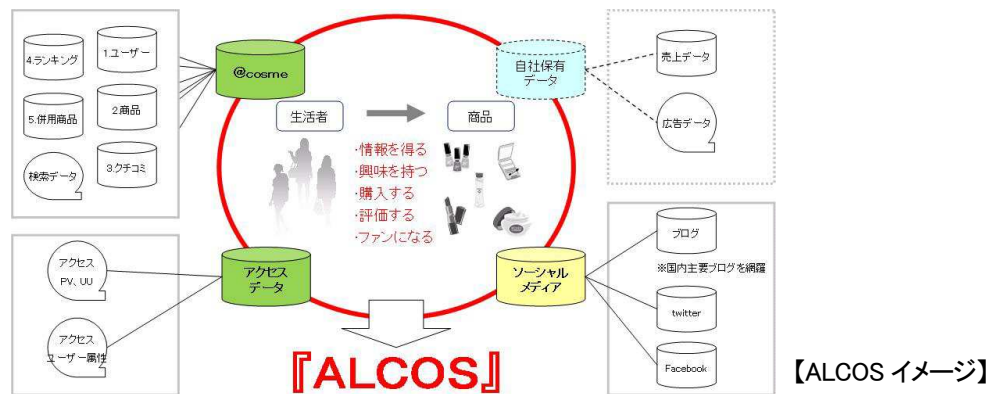 4.ランキング
1.ユーザー
5.併用商品
2.商品
検索データ
3.クチコミ
@cosme
自社保有
データ
売上データ
広告データ
生活者
商品
・情報を得る
・興味を持つ
・購入する
・評価する
・ファンになる
アクセス
PV、UU
アクセス
ユーザー属性
アクセス
データ
ソーシャル
メディア
ブログ
※国内主要ブログを網羅
twitter
Facebook
『ALCOS』
【ALCOS イメージ】